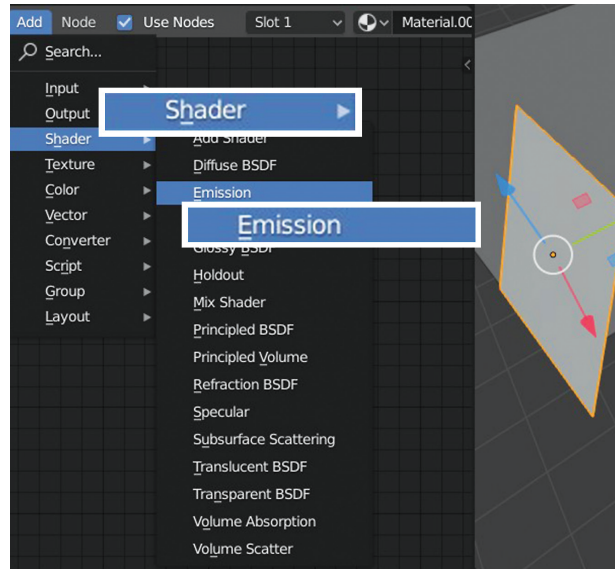 Add Node Use Nodes Slot 1 Material.00
Search...
Input
Output
Shader
Texture
Color
Vector
Converter
Script
Group
Layout
Shader
Add Shader
Diffuse BSDF
Emission
Emission
Glossy BSDF
Holdout
Mix Shader
Principled BSDF
Principled Volume
Refraction BSDF
Specular
Subsurface Scattering
Translucent BSDF
Transparent BSDF
Volume Absorption
Volume Scatter